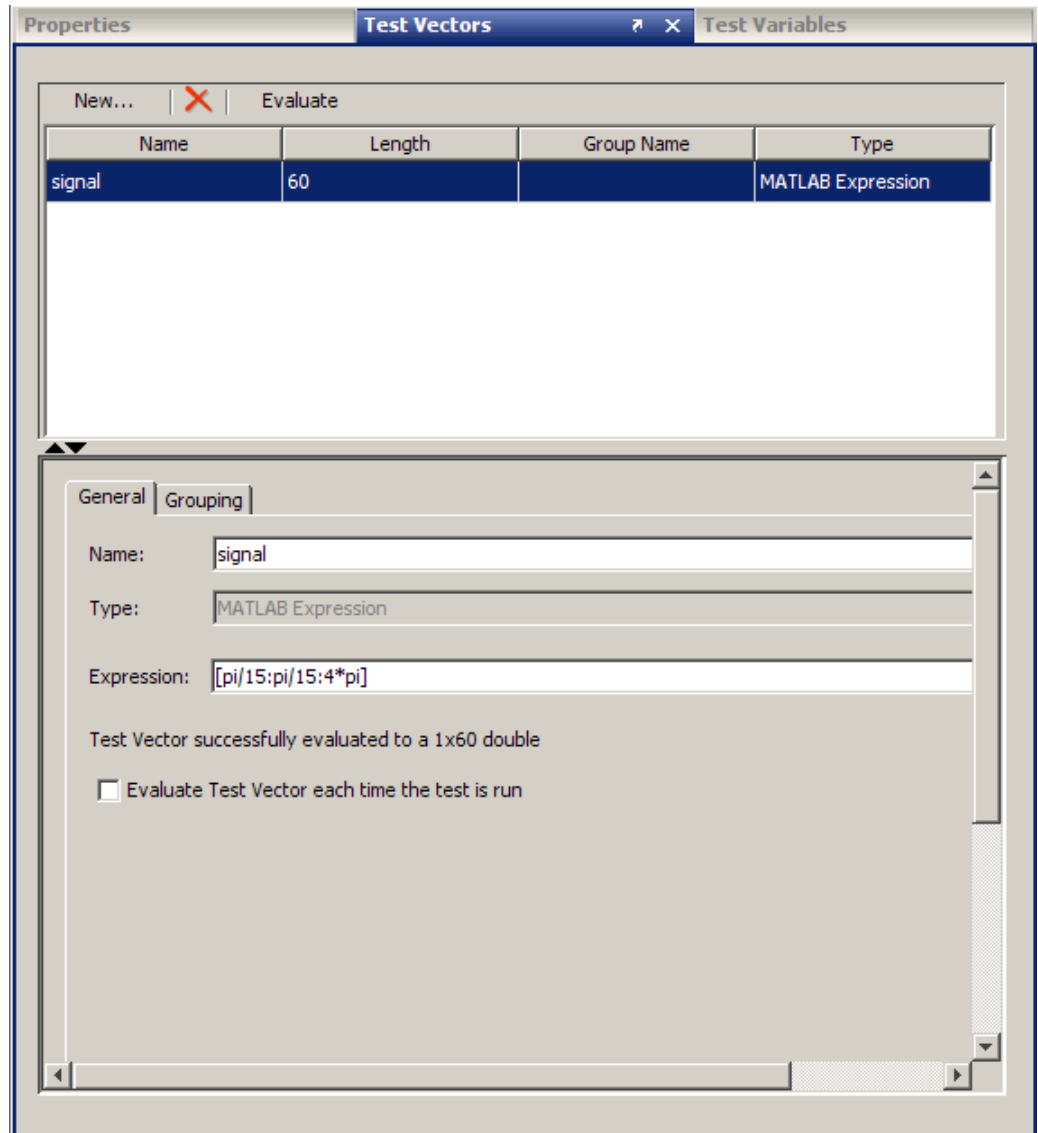 Properties Test Vectors Test Variables
New... Evaluate
Name Length Group Name Type
signal 60 MATLAB Expression
General Grouping
Name: signal
Type: MATLAB Expression
Expression: [pi/15:pi/15:4*pi]
Test Vector successfully evaluated to a 1x60 double
Evaluate Test Vector each time the test is run